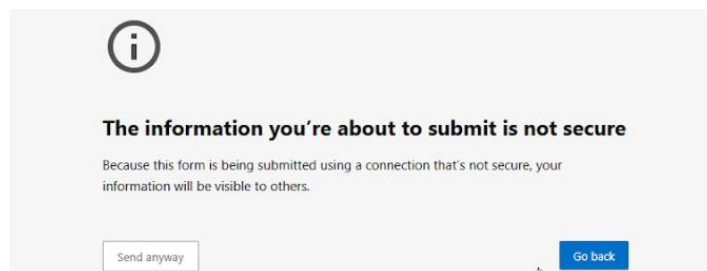 The information you're about to submit is not secure
Because this form is being submitted using a connection that's not secure, your
information will be visible to others.
Send anyway
Go back